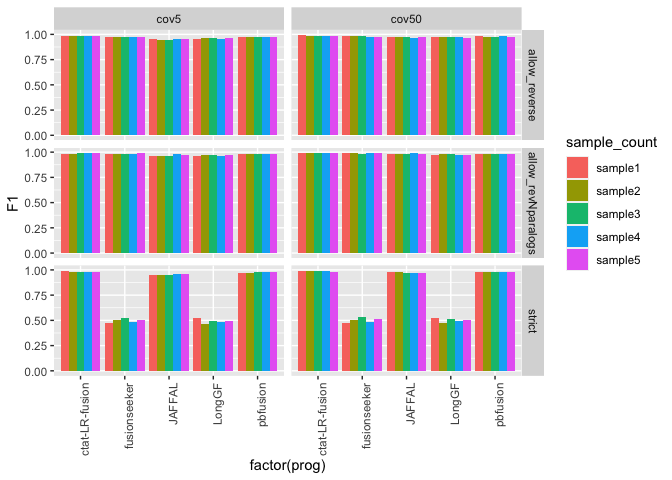 cov5
cov50
1.00
0.75
0.50
0.25
0.00
allow_reverse
1.00
0.75
0.50
0.25
0.00
allow_revNparalogs
1.00
0.75
0.50
0.25
0.00
strict
F1
ctat-LR-fusion
fusionseeker
JAFFAL
LongGF
pbfusion
ctat-LR-fusion
fusionseeker
JAFFAL
LongGF
pbfusion
factor(prog)
sample_count
sample1
sample2
sample3
sample4
sample5